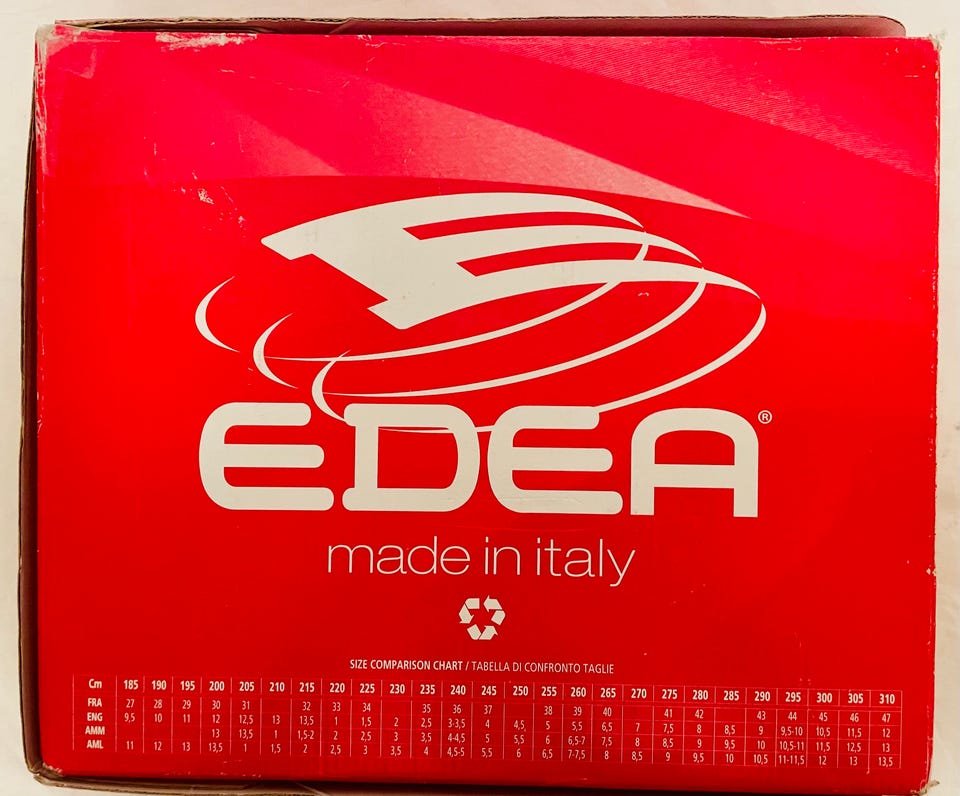 EDEA®
made in italy
SIZE COMPARISON CHART / TABELLA DI CONFRONTO TAGLIE
Cm 185 190 195 200 205 210 215 220 225 230 235 240 245 250 255 260 265 270 275 280 285 290 295 300 305 310
FRA 27 28 29 30 31 32 33 34 35 36 37 38 39 40 41 42 43 44 45 46 47
ENG 9,5 10 11 12 12,5 13 13,5 1 1,5 2 2,5 3-3,5 4 4,5 5 5,5-6 6,5 7 7,5 8 8,5 9 9,5-10 10,5 11,5 12
AMM 13 13,5 1 1,5-2 2 2,5 3 3,5 4-4,5 5 5,5 6 6,5-7 7,5 8 8,5 9 9,5 10 10,5-11 11,5 12,5 13
AML 11 12 13 13,5 1 1,5 2 2,5 3 3,5 4 4,5-5 5,5 6 6,5 7-7,5 8 8,5 9 9,5 10 10,5 11-11,5 12 13 13,5